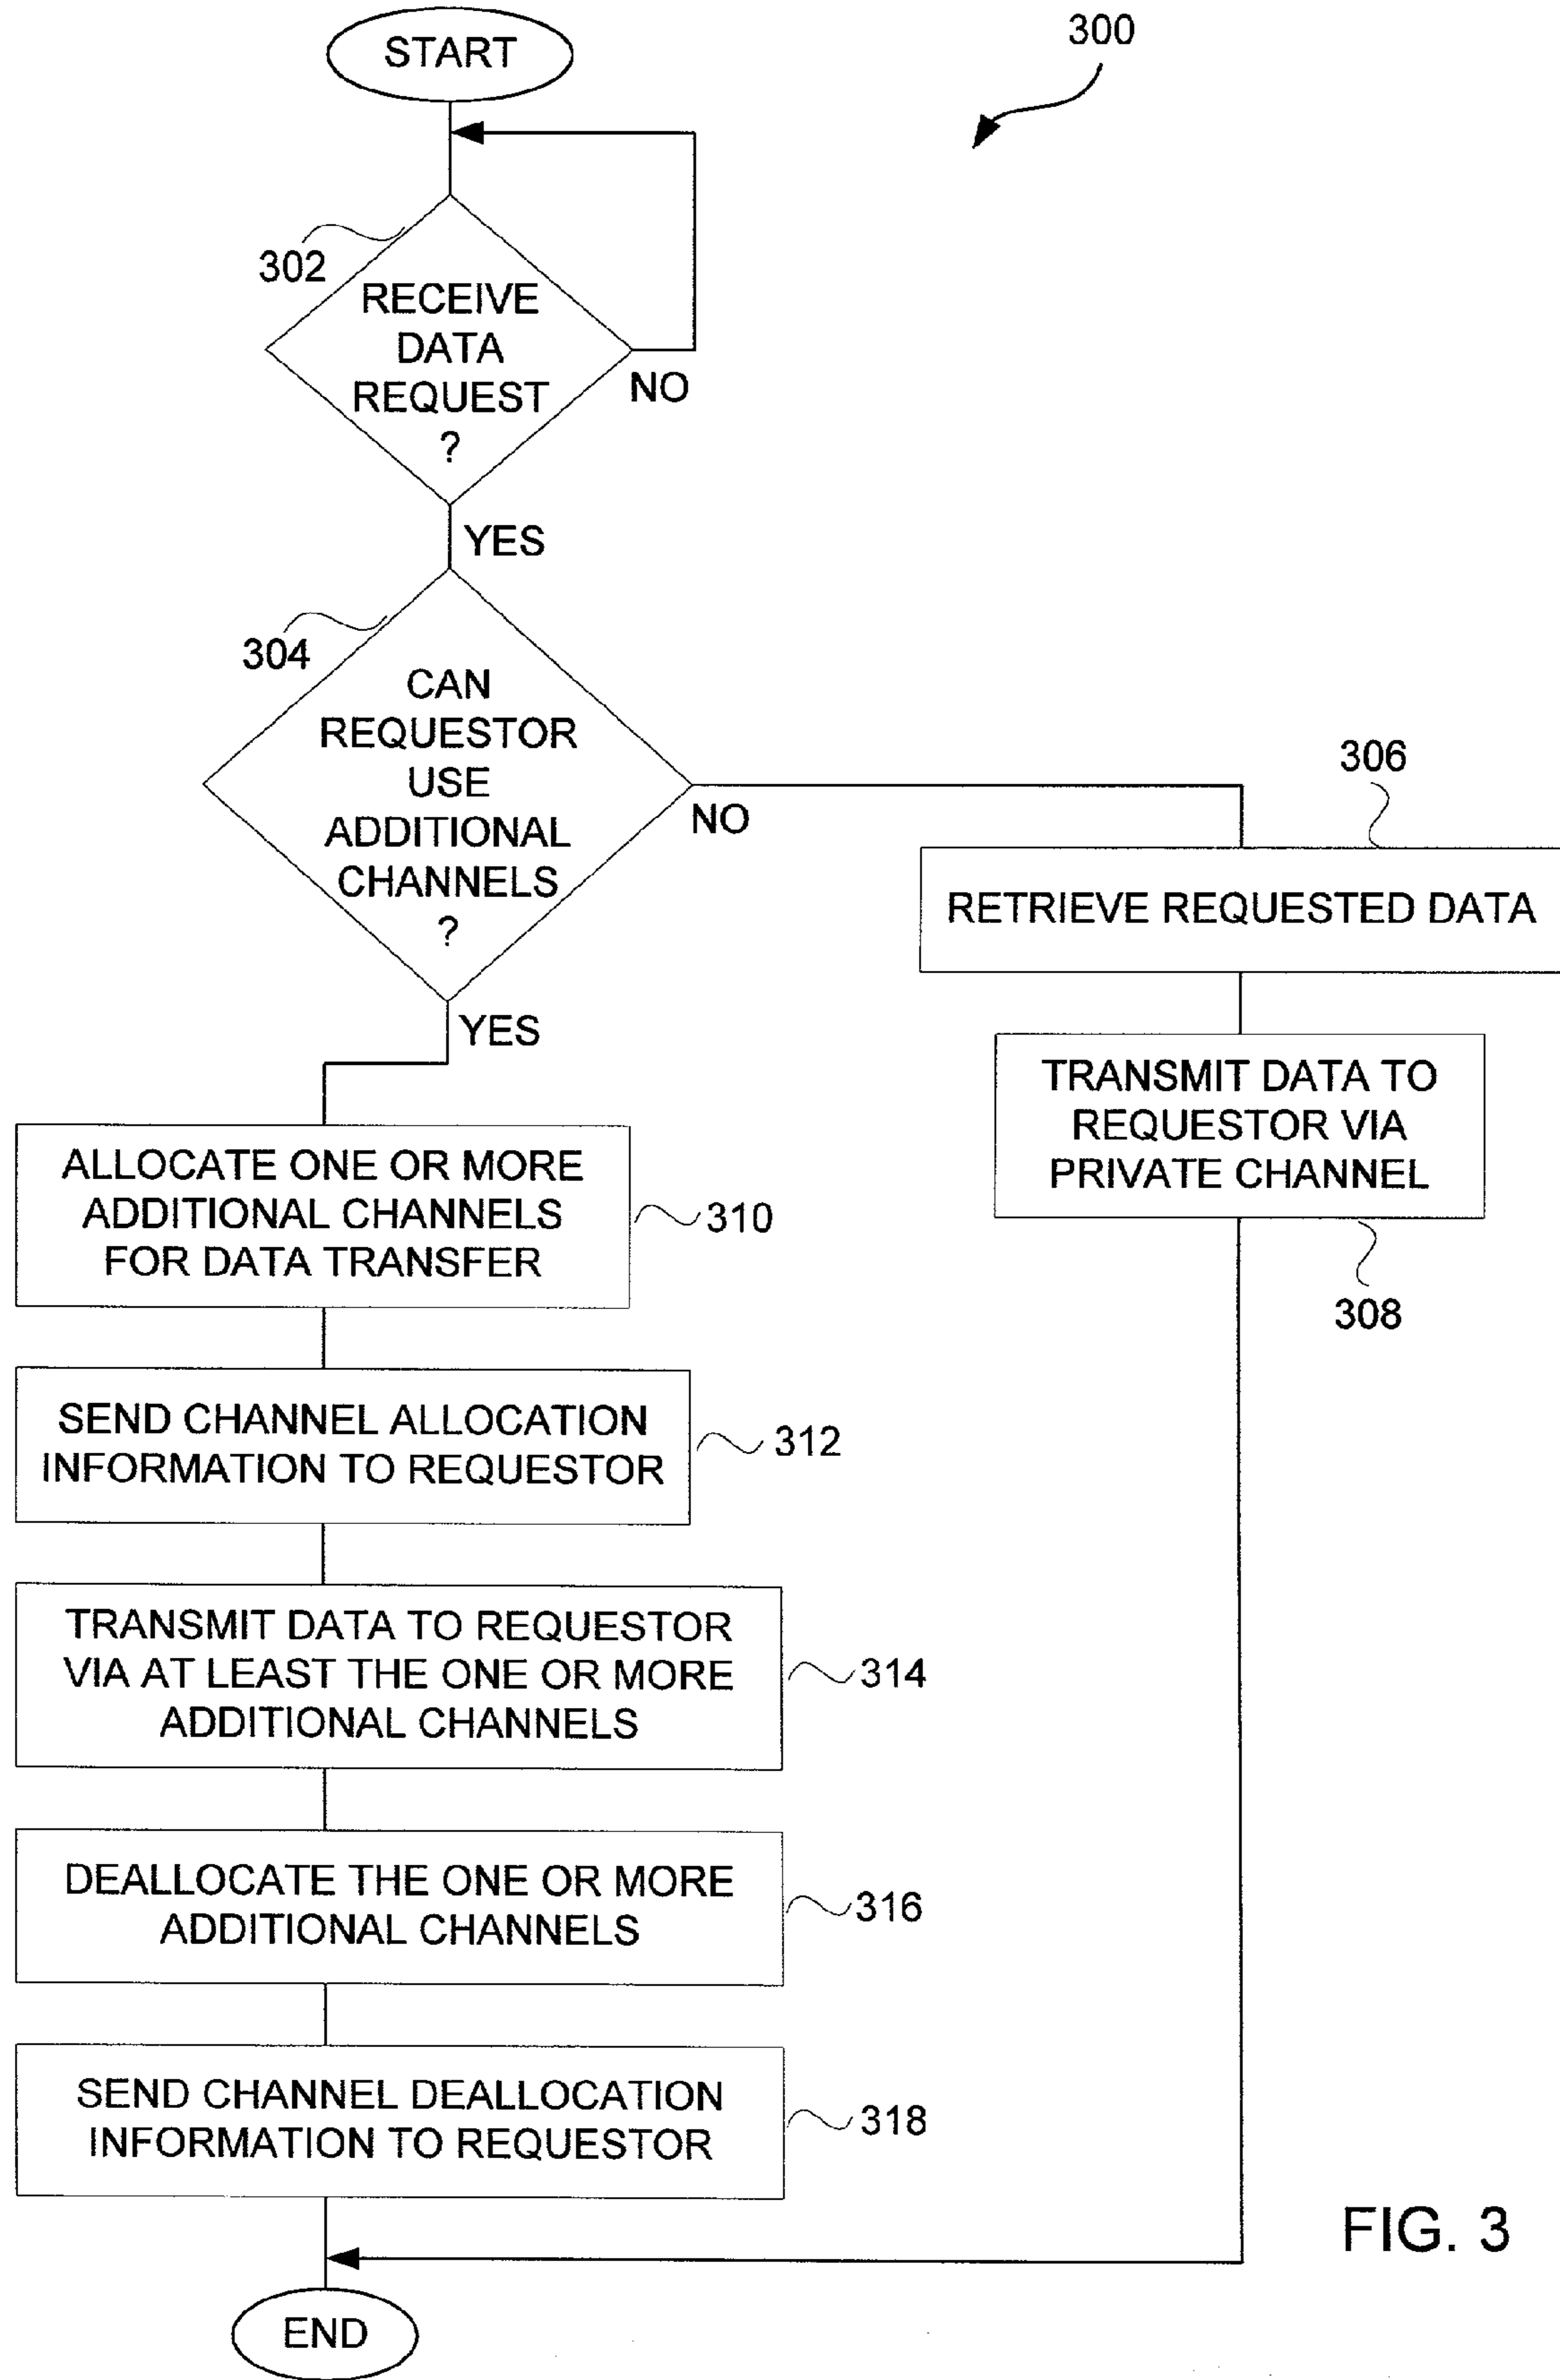 START
300
302
RECEIVE
DATA
REQUEST
?
NO
YES
304
CAN
REQUESTOR
USE
ADDITIONAL
CHANNELS
?
NO
YES
306
RETRIEVE REQUESTED DATA
TRANSMIT DATA TO
REQUESTOR VIA
PRIVATE CHANNEL
308
ALLOCATE ONE OR MORE
ADDITIONAL CHANNELS
FOR DATA TRANSFER
310
SEND CHANNEL ALLOCATION
INFORMATION TO REQUESTOR
312
TRANSMIT DATA TO REQUESTOR
VIA AT LEAST THE ONE OR MORE
ADDITIONAL CHANNELS
314
DEALLOCATE THE ONE OR MORE
ADDITIONAL CHANNELS
316
SEND CHANNEL DEALLOCATION
INFORMATION TO REQUESTOR
318
END
FIG. 3